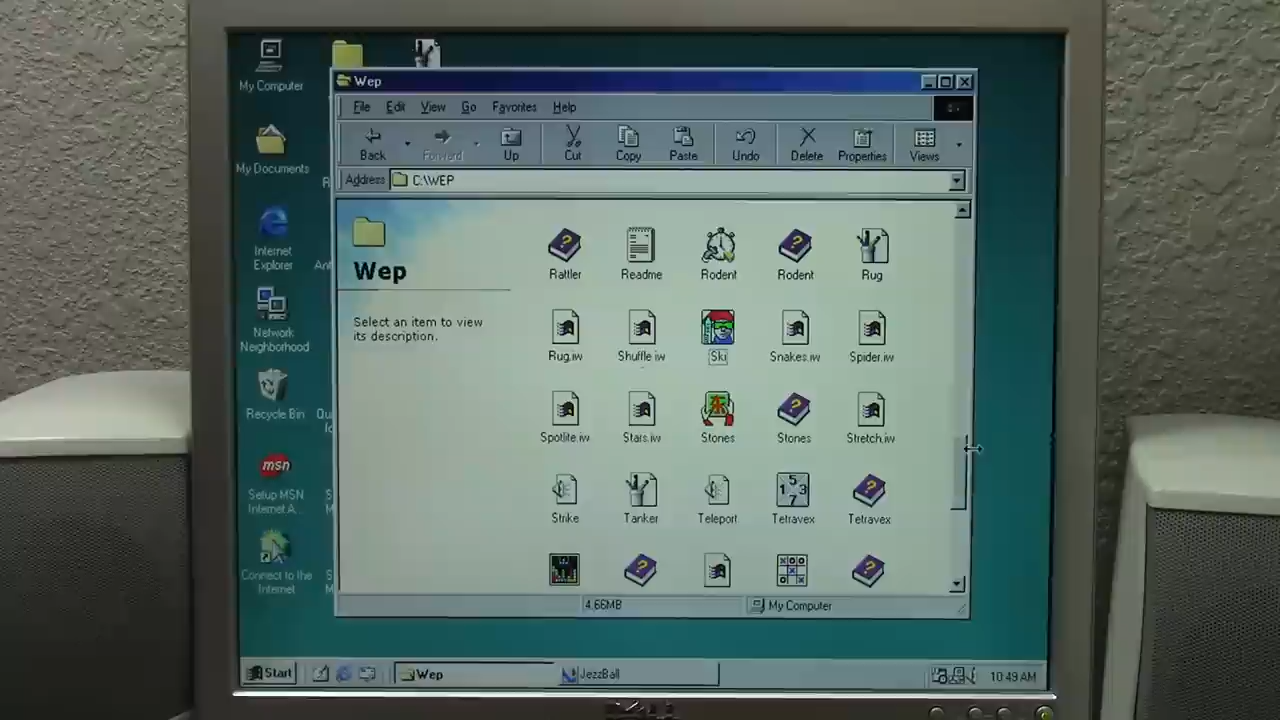 My Computer
My Documents
Internet Explorer
Network Neighborhood
Recycle Bin
msn
Setup MSN Internet A...
Connect to the Internet
Wep
File Edit View Go Favorites Help
Back Forward Up Cut Copy Paste Undo Delete Properties Views
Address C:\WEP
Wep
Select an item to view
its description.
Rattler Readme Rodent Rodent Rug
Rug.iw Shuffle.iw Ski Snakes.iw Spider.iw
Spotlite.iw Stars.iw Stones Stones Stretch.iw
Strike Tanker Teleport Tetravex Tetravex
4.66MB My Computer
Start Wep JezzBall 10:49 AM
DELL